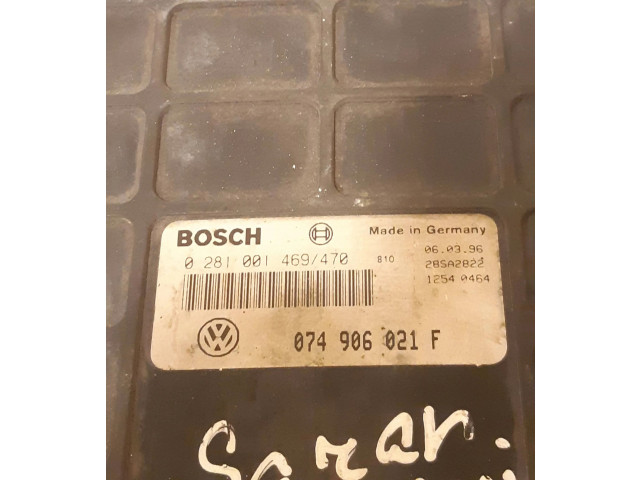 BOSCH Made in Germany
0 281 001 469/470 810 06.03.96
28SA2822
1254 0464
VW 074 906 021 F